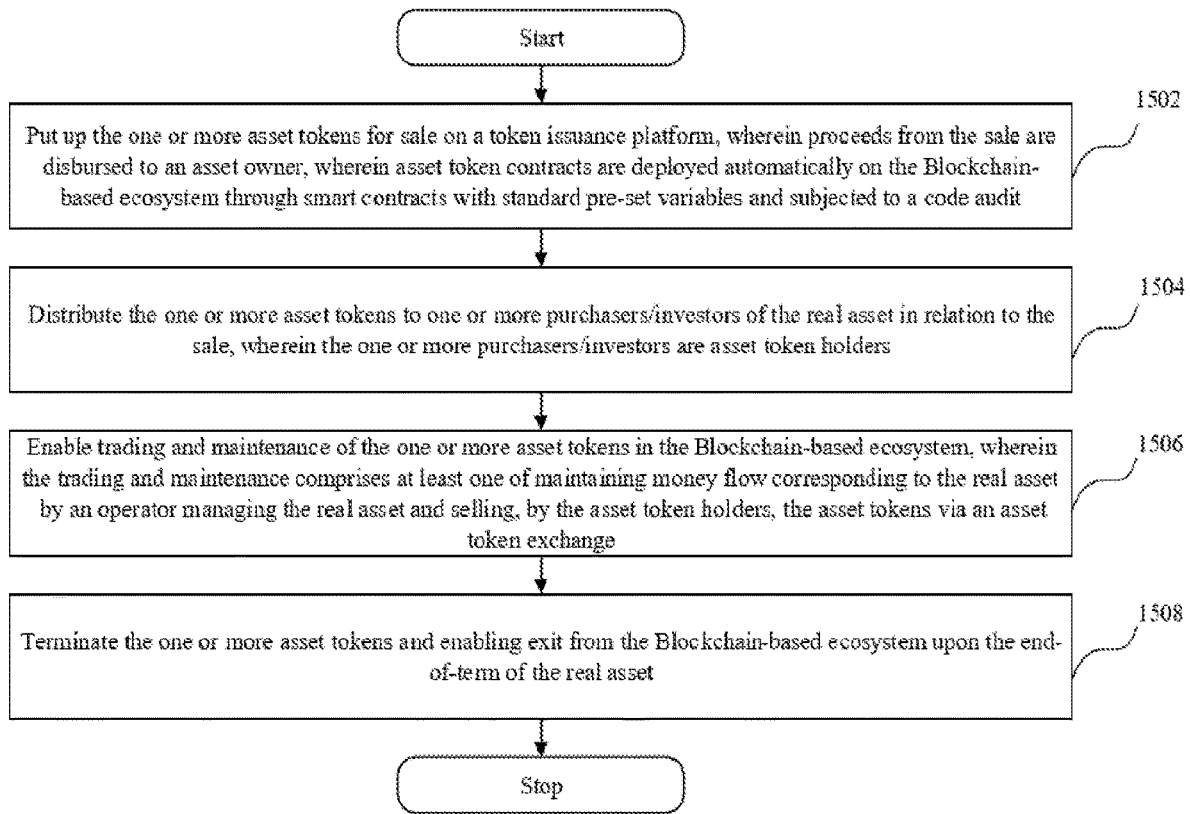 Start
1502
Put up the one or more asset tokens for sale on a token issuance platform, wherein proceeds from the sale are
disbursed to an asset owner, wherein asset token contracts are deployed automatically on the Blockchain-
based ecosystem through smart contracts with standard pre-set variables and subjected to a code audit
1504
Distribute the one or more asset tokens to one or more purchasers/investors of the real asset in relation to the
sale, wherein the one or more purchasers/investors are asset token holders
1506
Enable trading and maintenance of the one or more asset tokens in the Blockchain-based ecosystem, wherein
the trading and maintenance comprises at least one of maintaining money flow corresponding to the real asset
by an operator managing the real asset and selling, by the asset token holders, the asset tokens via an asset
token exchange
1508
Terminate the one or more asset tokens and enabling exit from the Blockchain-based ecosystem upon the end-
of-term of the real asset
Stop